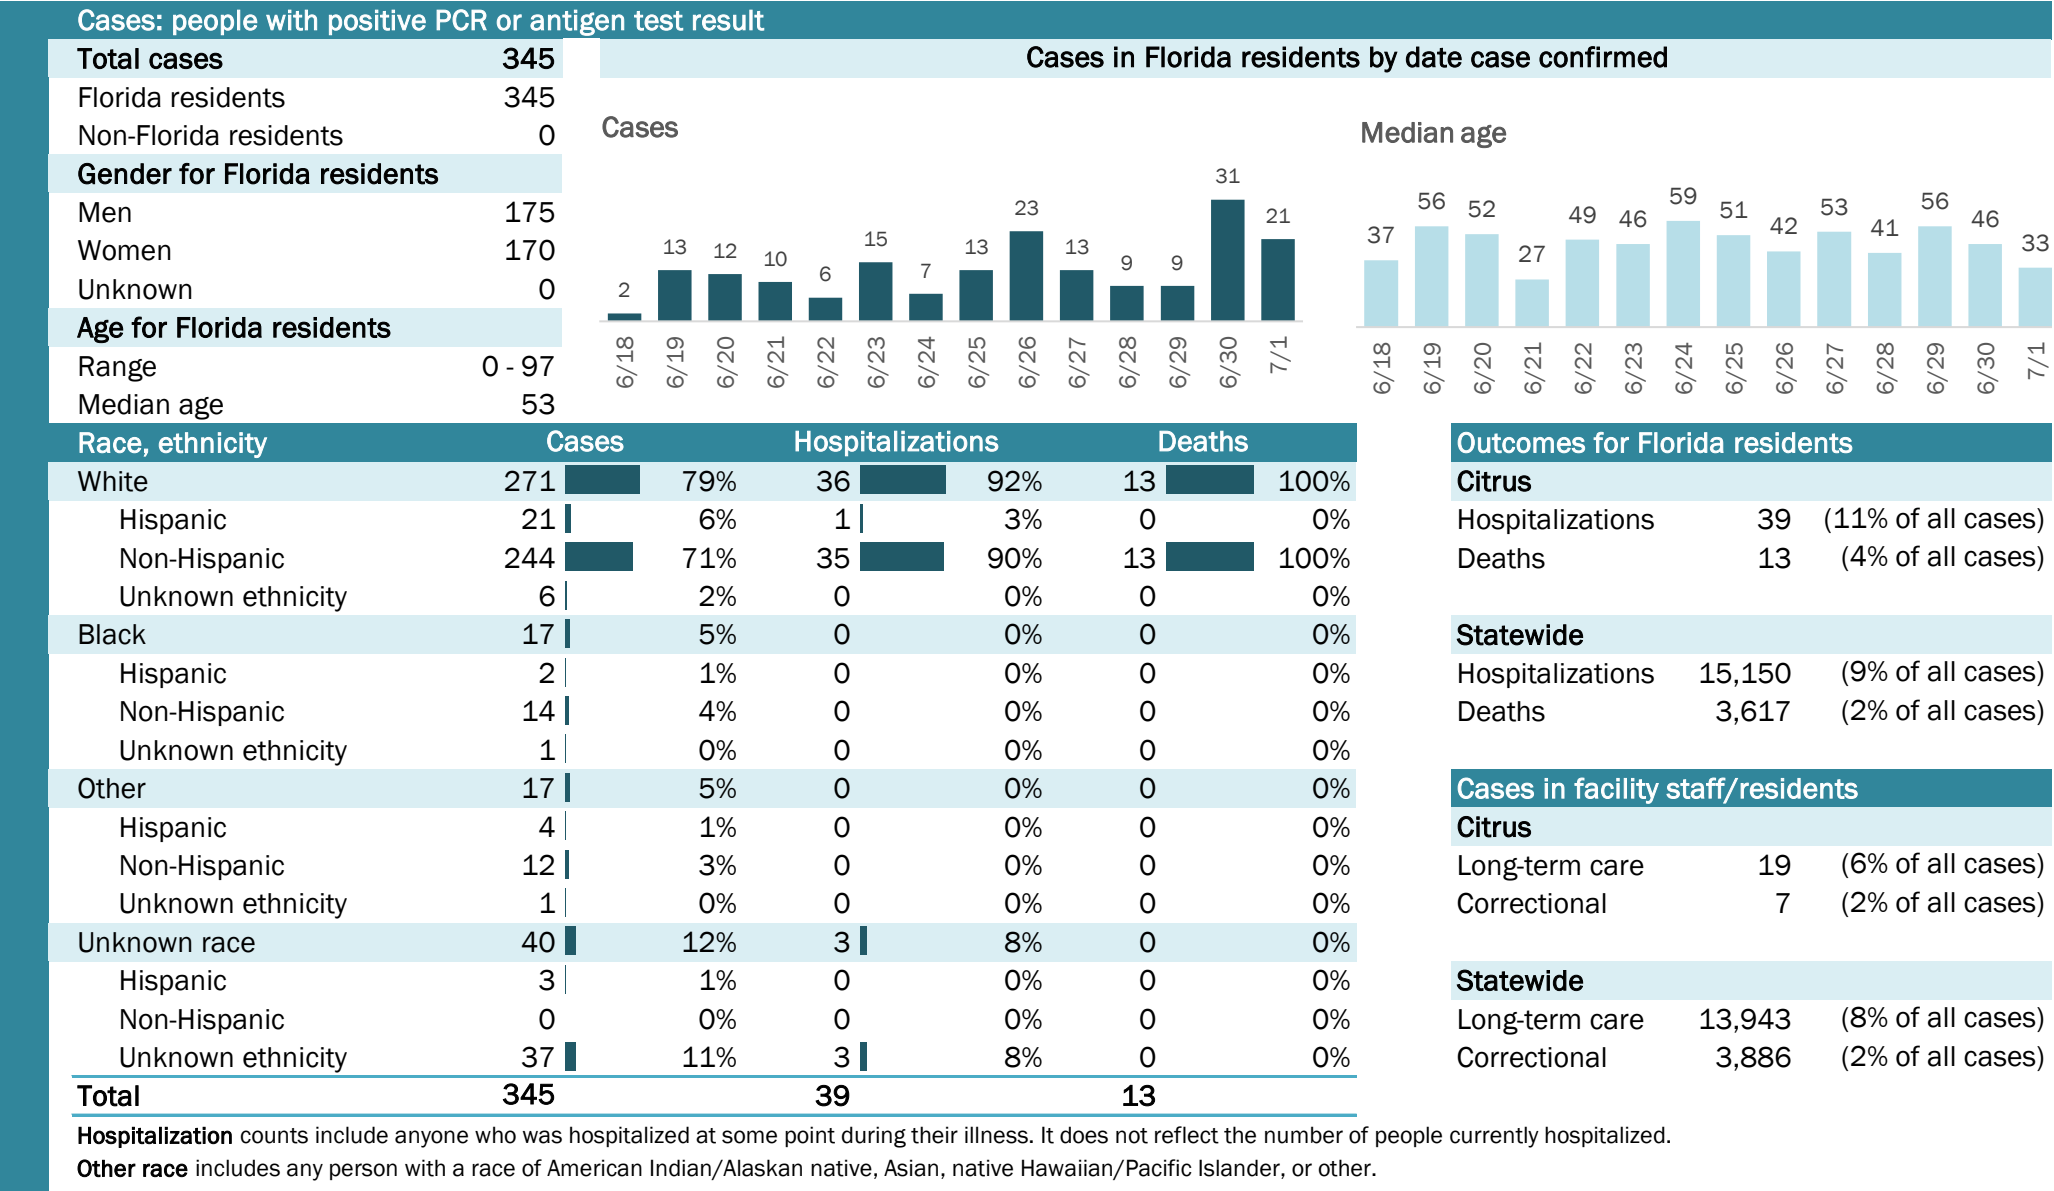 Cases: people with positive PCR or antigen test result
Total cases 345
Florida residents 345
Non-Florida residents 0
Gender for Florida residents
Men 175
Women 170
Unknown 0
Age for Florida residents
Range 0 - 97
Median age 53
Cases in Florida residents by date case confirmed
Cases
2 13 12 10 6 15 7 13 23 13 9 9 31 21
6/18 6/19 6/20 6/21 6/22 6/23 6/24 6/25 6/26 6/27 6/28 6/29 6/30 7/1
Median age
37 56 52 27 49 46 59 51 42 53 41 56 46 33
6/18 6/19 6/20 6/21 6/22 6/23 6/24 6/25 6/26 6/27 6/28 6/29 6/30 7/1
Race, ethnicity Cases Hospitalizations Deaths
White 271 79% 36 92% 13 100%
Hispanic 21 6% 1 3% 0 0%
Non-Hispanic 244 71% 35 90% 13 100%
Unknown ethnicity 6 2% 0 0% 0 0%
Black 17 5% 0 0% 0 0%
Hispanic 2 1% 0 0% 0 0%
Non-Hispanic 14 4% 0 0% 0 0%
Unknown ethnicity 1 0% 0 0% 0 0%
Other 17 5% 0 0% 0 0%
Hispanic 4 1% 0 0% 0 0%
Non-Hispanic 12 3% 0 0% 0 0%
Unknown ethnicity 1 0% 0 0% 0 0%
Unknown race 40 12% 3 8% 0 0%
Hispanic 3 1% 0 0% 0 0%
Non-Hispanic 0 0% 0 0% 0 0%
Unknown ethnicity 37 11% 3 8% 0 0%
Total 345 39 13
Outcomes for Florida residents
Citrus
Hospitalizations 39 (11% of all cases)
Deaths 13 (4% of all cases)
Statewide
Hospitalizations 15,150 (9% of all cases)
Deaths 3,617 (2% of all cases)
Cases in facility staff/residents
Citrus
Long-term care 19 (6% of all cases)
Correctional 7 (2% of all cases)
Statewide
Long-term care 13,943 (8% of all cases)
Correctional 3,886 (2% of all cases)
Hospitalization counts include anyone who was hospitalized at some point during their illness. It does not reflect the number of people currently hospitalized.
Other race includes any person with a race of American Indian/Alaskan native, Asian, native Hawaiian/Pacific Islander, or other.